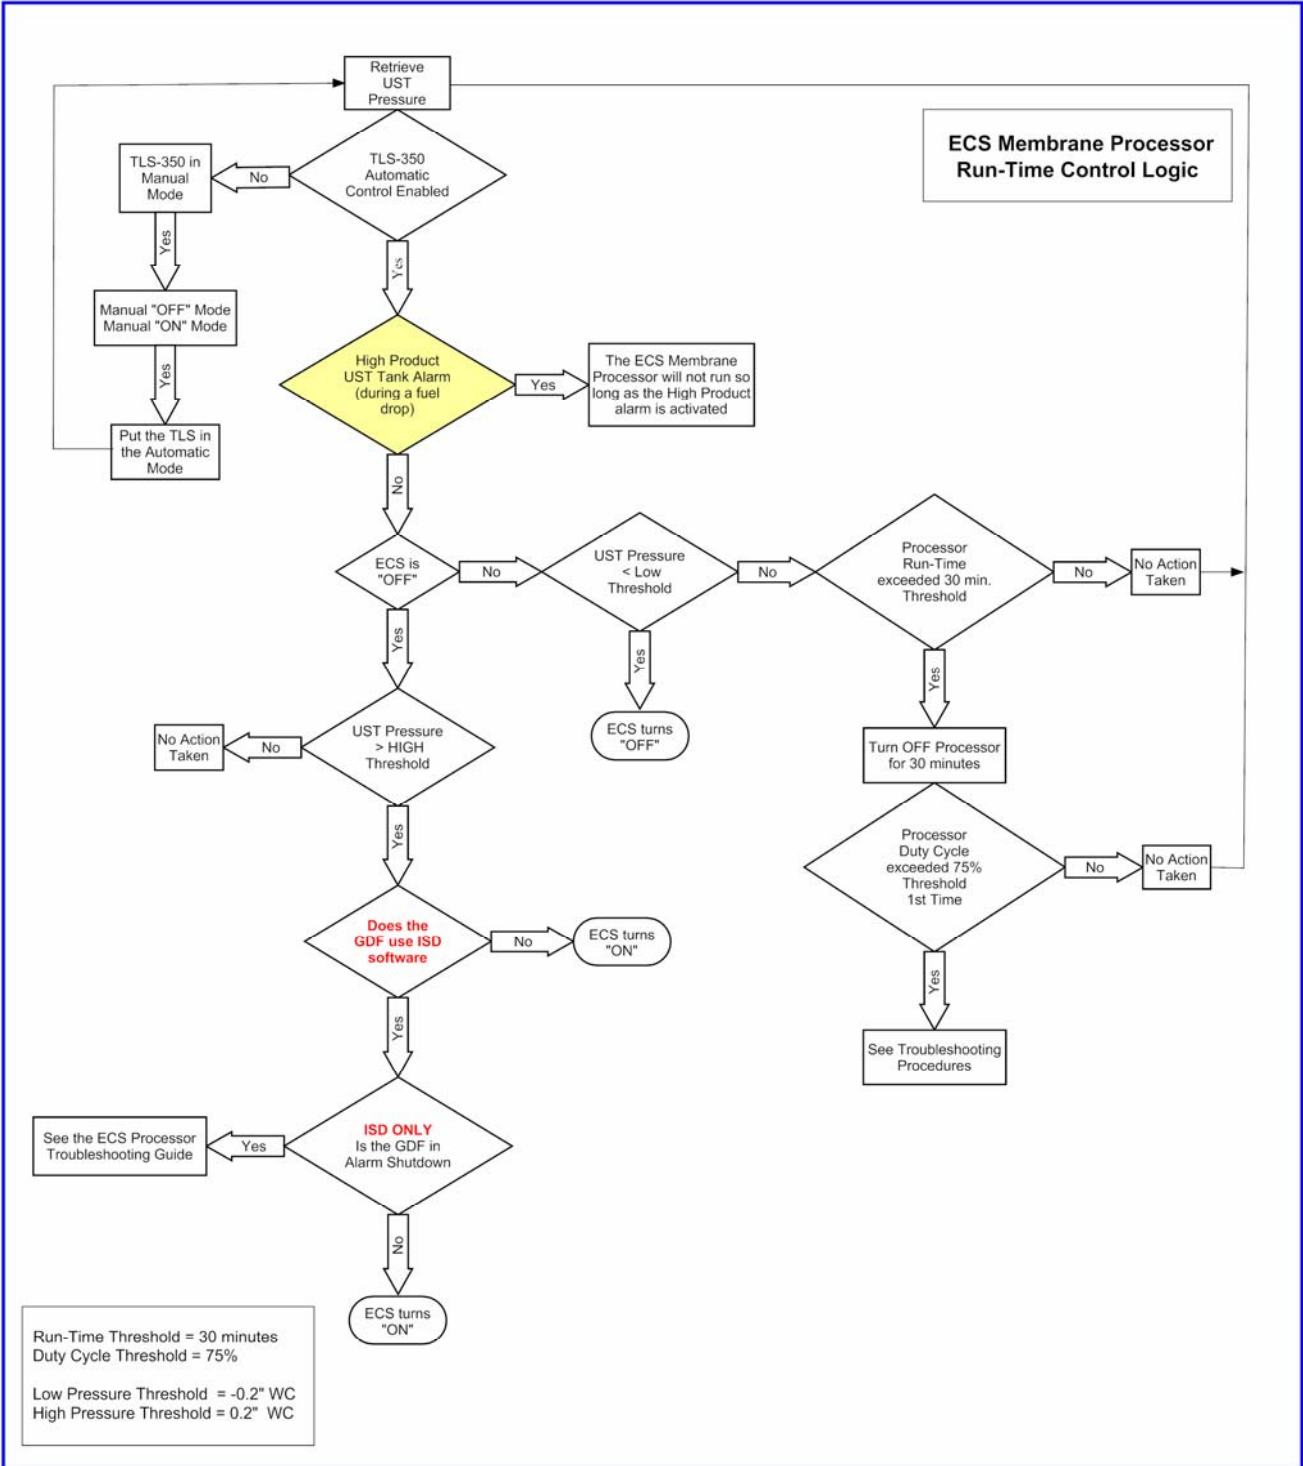 Retrieve
UST
Pressure
ECS Membrane Processor
Run-Time Control Logic
TLS-350
Automatic
Control Enabled
No
TLS-350 in
Manual
Mode
Yes
Manual "OFF" Mode
Manual "ON" Mode
Yes
Put the TLS in
the Automatic
Mode
Yes
High Product
UST Tank Alarm
(during a fuel
drop)
Yes
The ECS Membrane
Processor will not run so
long as the High Product
alarm is activated
No
ECS is
"OFF"
No
UST Pressure
< Low
Threshold
No
Processor
Run-Time
exceeded 30 min.
Threshold
No
No Action
Taken
Yes
ECS turns
"OFF"
Yes
Turn OFF Processor
for 30 minutes
Processor
Duty Cycle
exceeded 75%
Threshold
1st Time
No
No Action
Taken
Yes
See Troubleshooting
Procedures
Yes
UST Pressure
> HIGH
Threshold
No
No Action
Taken
Yes
Does the
GDF use ISD
software
No
ECS turns
"ON"
Yes
ISD ONLY
Is the GDF in
Alarm Shutdown
Yes
See the ECS Processor
Troubleshooting Guide
No
ECS turns
"ON"
Run-Time Threshold = 30 minutes
Duty Cycle Threshold = 75%
Low Pressure Threshold = -0.2" WC
High Pressure Threshold = 0.2" WC